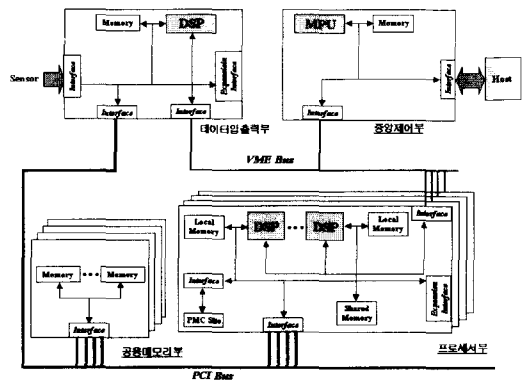 Memory
DSP
MPU
Memory
Sensor
Interface
Expansion Interface
Interface
Host
Interface
Interface
Interface
데이터입출력부
중앙제어부
VME Bus
Interface
Local Memory
DSP
DSP
Local Memory
Memory
Memory
Interface
Expansion Interface
PMC Site
Shared Memory
Interface
Interface
공용메모리부
프로세서부
PCI Bus